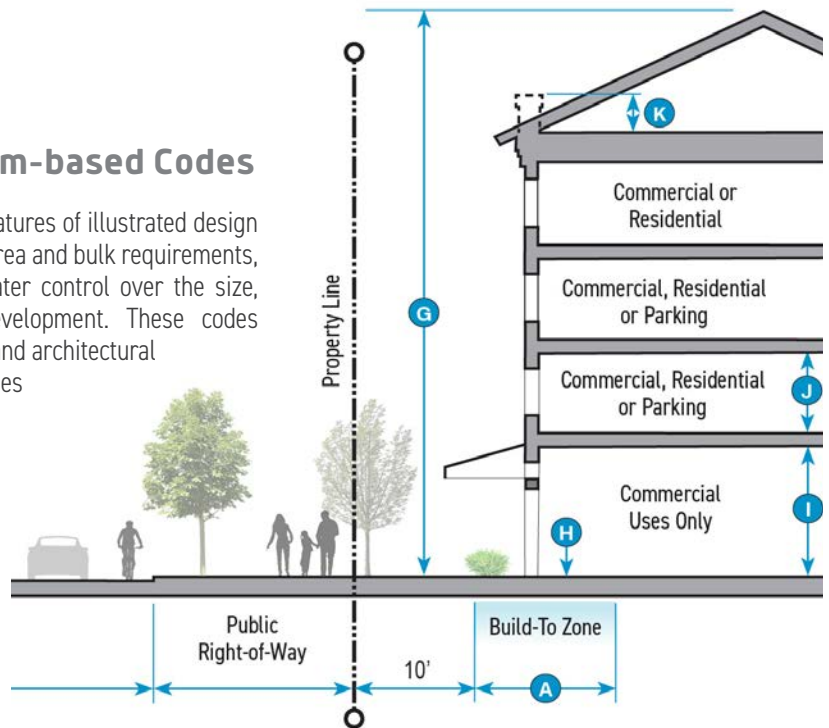 m-based Codes
atures of illustrated design
rea and bulk requirements,
ater control over the size,
evelopment. These codes
and architectural
es
K
Commercial or
Residential
Property Line
G
Commercial, Residential
or Parking
Commercial, Residential
or Parking
J
Commercial
Uses Only
I
H
Public
Right-of-Way
10'
Build-To Zone
A